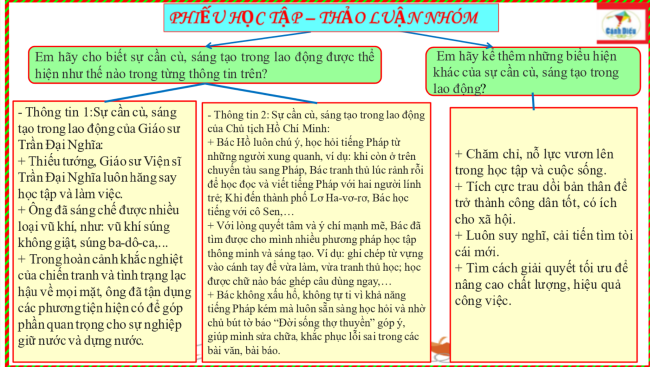 PHIẾU HỌC TẬP – THẢO LUẬN NHÓM
Cánh Diều
Em hãy cho biết sự cần cù, sáng tạo trong lao động được thể
hiện như thế nào trong từng thông tin trên?
Em hãy kể thêm những biểu hiện
khác của sự cần cù, sáng tạo trong
lao động?
- Thông tin 1:Sự cần cù, sáng
tạo trong lao động của Giáo sư
Trần Đại Nghĩa:
+ Thiếu tướng, Giáo sư Viện sĩ
Trần Đại Nghĩa luôn hăng say
học tập và làm việc.
+ Ông đã sáng chế được nhiều
loại vũ khí, như: vũ khí súng
không giật, súng ba-dô-ca,...
+ Trong hoàn cảnh khắc nghiệt
của chiến tranh và tình trạng lạc
hậu về mọi mặt, ông đã tận dụng
các phương tiện hiện có để góp
phần quan trọng cho sự nghiệp
giữ nước và dựng nước.
- Thông tin 2: Sự cần cù, sáng tạo trong lao động
của Chủ tịch Hồ Chí Minh:
+ Bác Hồ luôn chú ý, học hỏi tiếng Pháp từ
những người xung quanh, ví dụ: khi còn ở trên
chuyến tàu sang Pháp, Bác tranh thủ lúc rảnh rỗi
để học đọc và viết tiếng Pháp với hai người lính
trẻ; Khi đến thành phố Lơ Ha-vơ-rơ, Bác học
tiếng với cô Sen,…
+ Với lòng quyết tâm và ý chí mạnh mẽ, Bác đã
tìm được cho mình nhiều phương pháp học tập
thông minh và sáng tạo. Ví dụ: ghi chép từ vựng
vào cánh tay để vừa làm, vừa tranh thủ học; học
được chữ nào bác ghép câu dùng ngay,…
+ Bác không xấu hổ, không tự ti vì khả năng
tiếng Pháp kém mà luôn sẵn sàng học hỏi và nhờ
chủ bút tờ báo “Đời sống thợ thuyền” góp ý,
giúp mình sửa chữa, khắc phục lỗi sai trong các
bài văn, bài báo.
+ Chăm chỉ, nỗ lực vươn lên
trong học tập và cuộc sống.
+ Tích cực trau dồi bản thân để
trở thành công dân tốt, có ích
cho xã hội.
+ Luôn suy nghĩ, cải tiến tìm tòi
cái mới.
+ Tìm cách giải quyết tối ưu để
nâng cao chất lượng, hiệu quả
công việc.